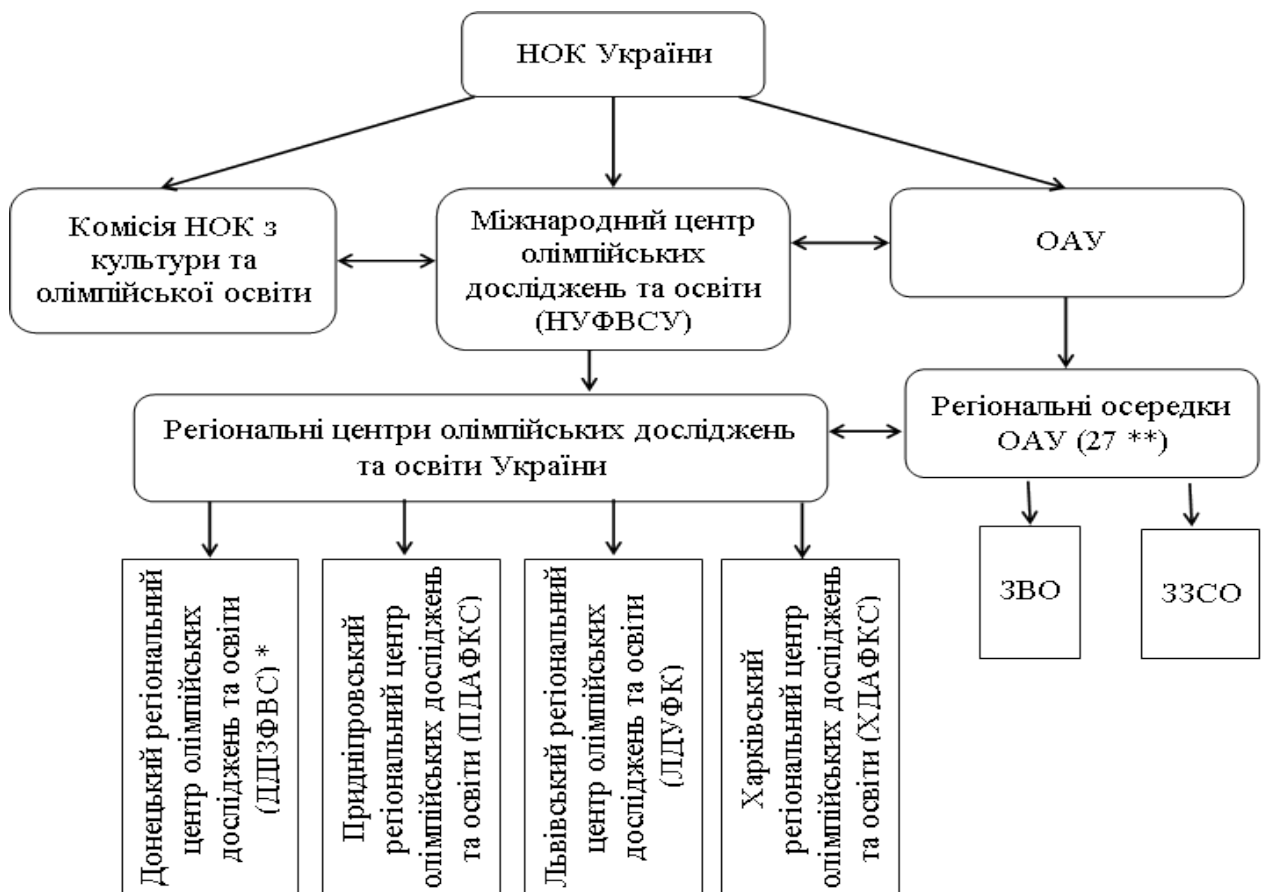 НОК України
Комісія НОК з
культури та
олімпійської освіти
Міжнародний центр
олімпійських
досліджень та освіти
(НУФВСУ)
ОАУ
Регіональні центри олімпійських досліджень
та освіти України
Регіональні осередки
ОАУ (27 **)
Донецький регіональний
центр олімпійських
досліджень та освіти
(ДДІЗФВС) *
Придніпровський
регіональний центр
олімпійських досліджень
та освіти (ПДАФКС)
Львівський регіональний
центр олімпійських
досліджень та освіти
(ЛДУФК)
Харківський
регіональний центр
олімпійських досліджень
та освіти (ХДАФКС)
ЗВО
ЗЗСО